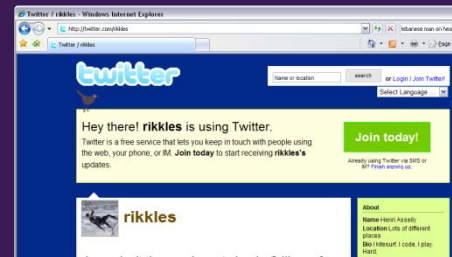 Twitter / rikkles - Windows Internet Explorer
http://twitter.com/rikkles
lebanese man on hea
Twitter / rikkles
twitter
Name or location
search
or Login / Join Twitter!
Select Language
Hey there! rikkles is using Twitter.
Twitter is a free service that lets you keep in touch with people using
the web, your phone, or IM. Join today to start receiving rikkles's
updates.
Join today!
Already using Twitter via SMS or
IM? Finish signing up.
rikkles
About
Name Henri Asseily
Location Lots of different
places
Bio I kitesurf. I code. I play.
Hard.